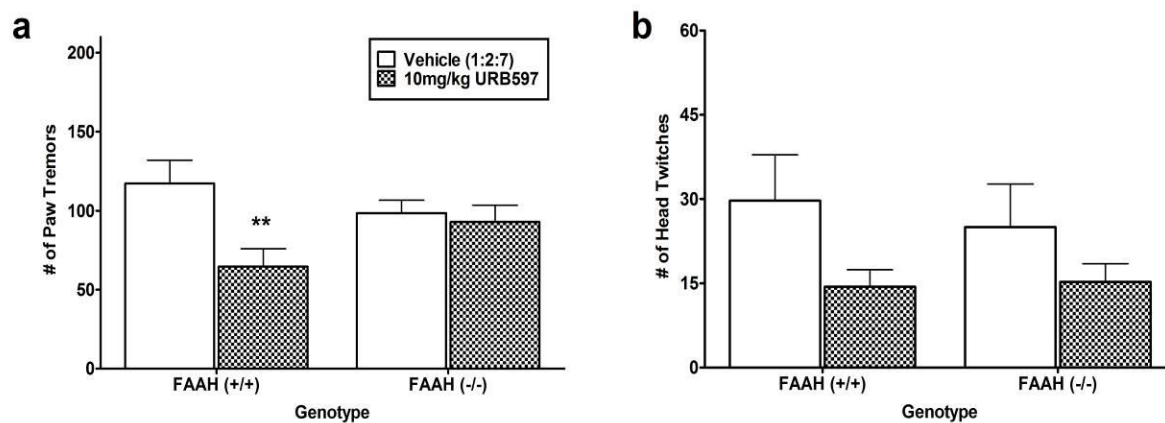 a
# of Paw Tremors
200
150
100
50
0
Vehicle (1:2:7)
10mg/kg URB597
**
FAAH (+/+)
FAAH (-/-)
Genotype
b
# of Head Twitches
60
45
30
15
0
FAAH (+/+)
FAAH (-/-)
Genotype